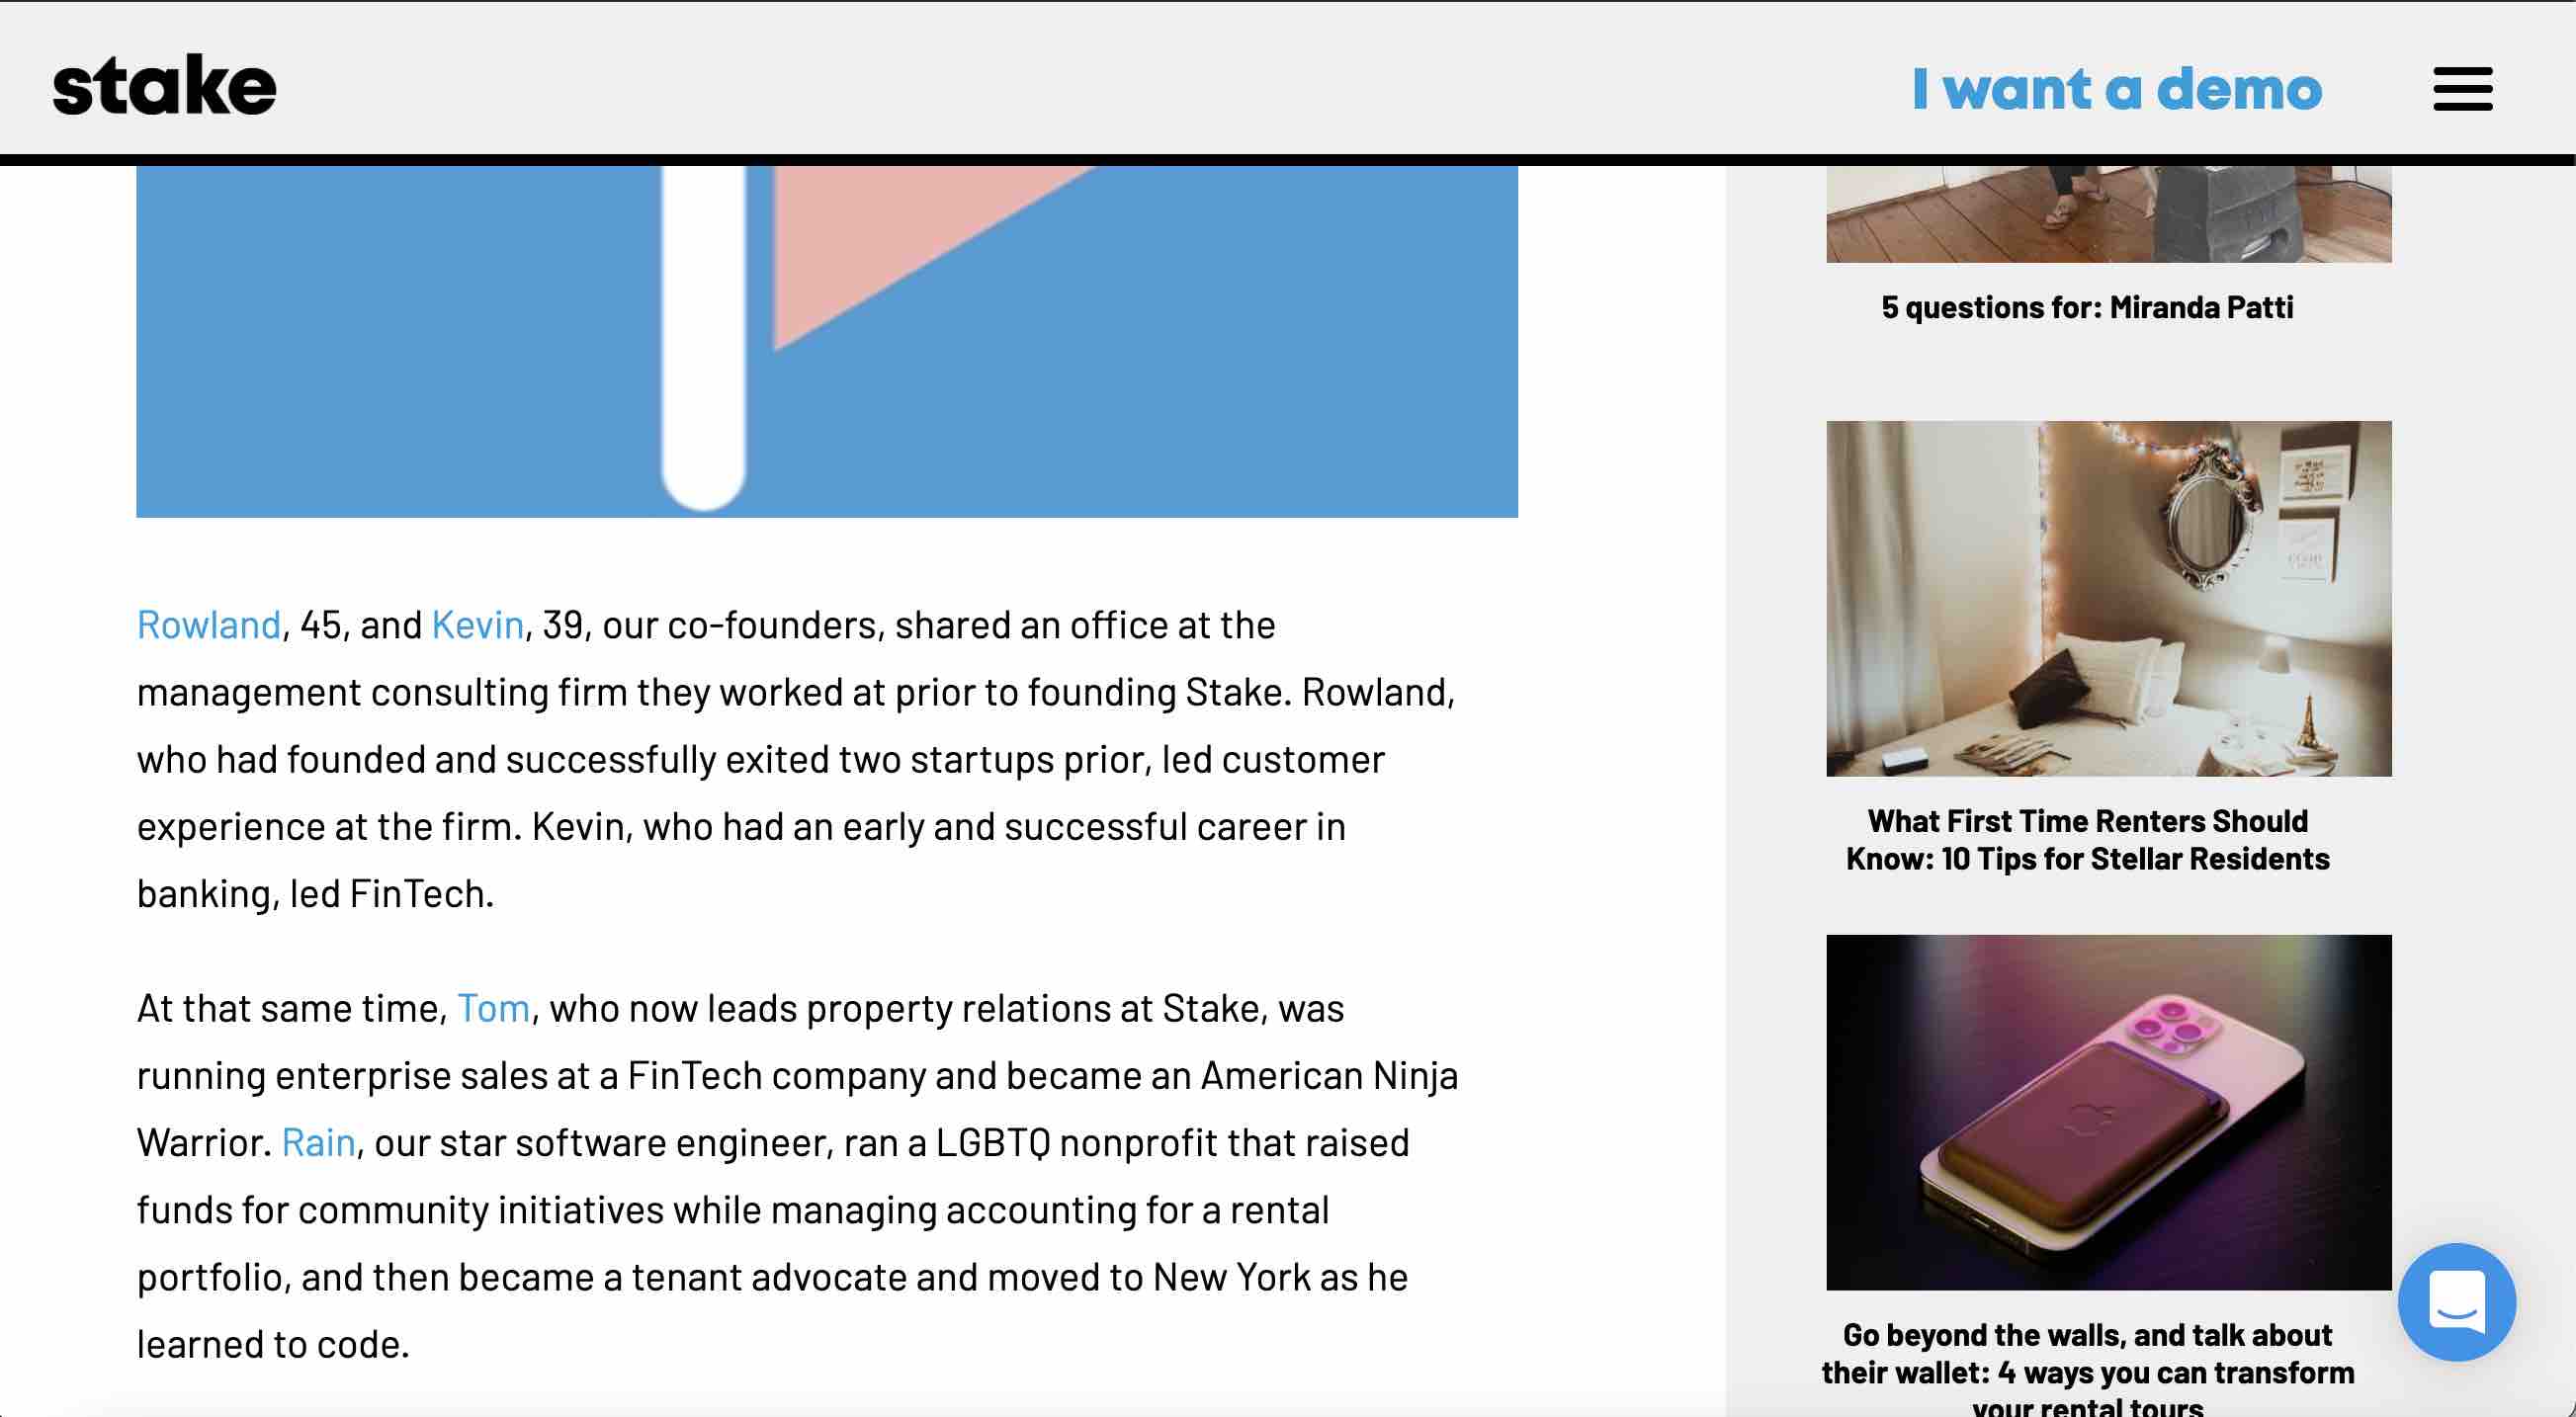 stake
I want a demo
5 questions for: Miranda Patti
Rowland, 45, and Kevin, 39, our co-founders, shared an office at the
management consulting firm they worked at prior to founding Stake. Rowland,
who had founded and successfully exited two startups prior, led customer
experience at the firm. Kevin, who had an early and successful career in
banking, led FinTech.
At that same time, Tom, who now leads property relations at Stake, was
running enterprise sales at a FinTech company and became an American Ninja
Warrior. Rain, our star software engineer, ran a LGBTQ nonprofit that raised
funds for community initiatives while managing accounting for a rental
portfolio, and then became a tenant advocate and moved to New York as he
learned to code.
What First Time Renters Should
Know: 10 Tips for Stellar Residents
Go beyond the walls, and talk about
their wallet: 4 ways you can transform
your rental tours